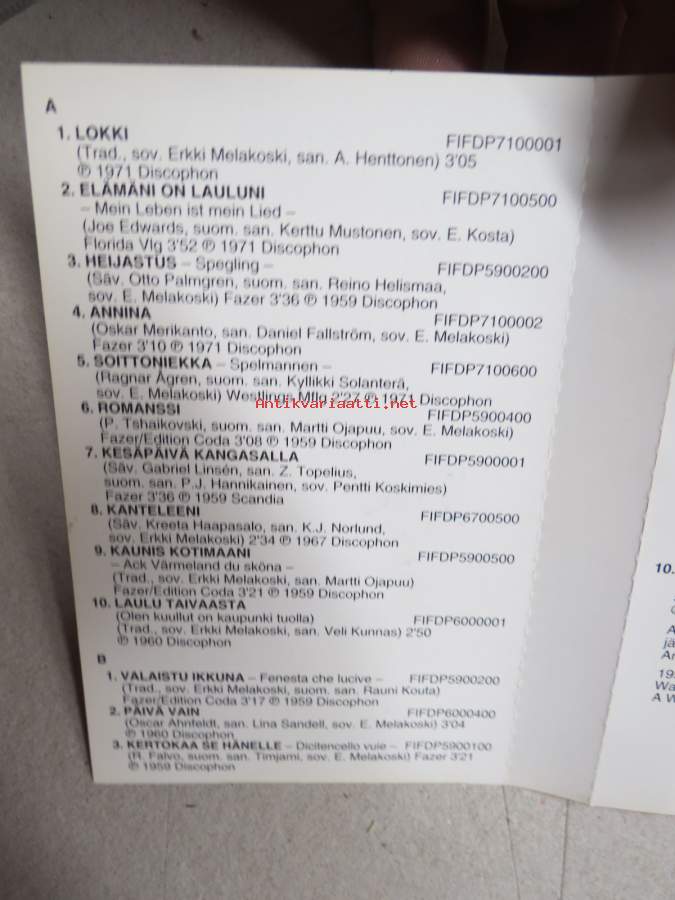 A
1. LOKKI FIFDP7100001
(Trad., sov. Erkki Melakoski, san. A. Henttonen) 3'05
℗ 1971 Discophon
2. ELÄMÄNI ON LAULUNI FIFDP7100500
– Mein Leben ist mein Lied –
(Joe Edwards, suom. san. Kerttu Mustonen, sov. E. Kosta)
Florida Vlg 3'52 ℗ 1971 Discophon
3. HEIJASTUS – Spegling – FIFDP5900200
(Säv. Otto Palmgren, suom. san. Reino Helismaa,
sov. E. Melakoski) Fazer 3'36 ℗ 1959 Discophon
4. ANNINA FIFDP7100002
(Oskar Merikanto, san. Daniel Fallström, sov. E. Melakoski)
Fazer 3'10 ℗ 1971 Discophon
5. SOITTONIEKKA – Spelmannen – FIFDP7100600
(Ragnar Ågren, suom. san. Kyllikki Solanterä,
sov. E. Melakoski) Westlings Mflg 2'27 ℗ 1971 Discophon
Antikvariaatti.net
6. ROMANSSI FIFDP5900400
(P. Tshaikovski, suom. san. Martti Ojapuu, sov. E. Melakoski)
Fazer/Edition Coda 3'08 ℗ 1959 Discophon
7. KESÄPÄIVÄ KANGASALLA FIFDP5900001
(Säv. Gabriel Linsén, san. Z. Topelius,
suom. san. P.J. Hannikainen, sov. Pentti Koskimies)
Fazer 3'36 ℗ 1959 Scandia
8. KANTELEENI FIFDP6700500
(Säv. Kreeta Haapasalo, san. K.J. Norlund,
sov. Erkki Melakoski) 2'34 ℗ 1967 Discophon
9. KAUNIS KOTIMAANI FIFDP5900500
– Ack Värmeland du sköna –
(Trad., sov. Erkki Melakoski, san. Martti Ojapuu)
Fazer/Edition Coda 3'21 ℗ 1959 Discophon
10. LAULU TAIVAASTA FIFDP6000001
(Olen kuullut on kaupunki tuolla)
(Trad., sov. Erkki Melakoski, san. Veli Kunnas) 2'50
℗ 1960 Discophon
B
1. VALAISTU IKKUNA – Fenesta che lucive – FIFDP5900200
(Trad., sov. Erkki Melakoski, suom. san. Rauni Kouta)
Fazer/Edition Coda 3'17 ℗ 1959 Discophon
2. PÄIVÄ VAIN FIFDP6000400
(Oscar Ahnfeldt, san. Lina Sandell, sov. E. Melakoski) 3'04
℗ 1960 Discophon
3. KERTOKAA SE HÄNELLE – Dicitencello vuie – FIFDP5900100
(R. Falvo, suom. san. Timjami, sov. E. Melakoski) Fazer 3'21
℗ 1959 Discophon
10.
A
jä
Ar
19
Wa
A W